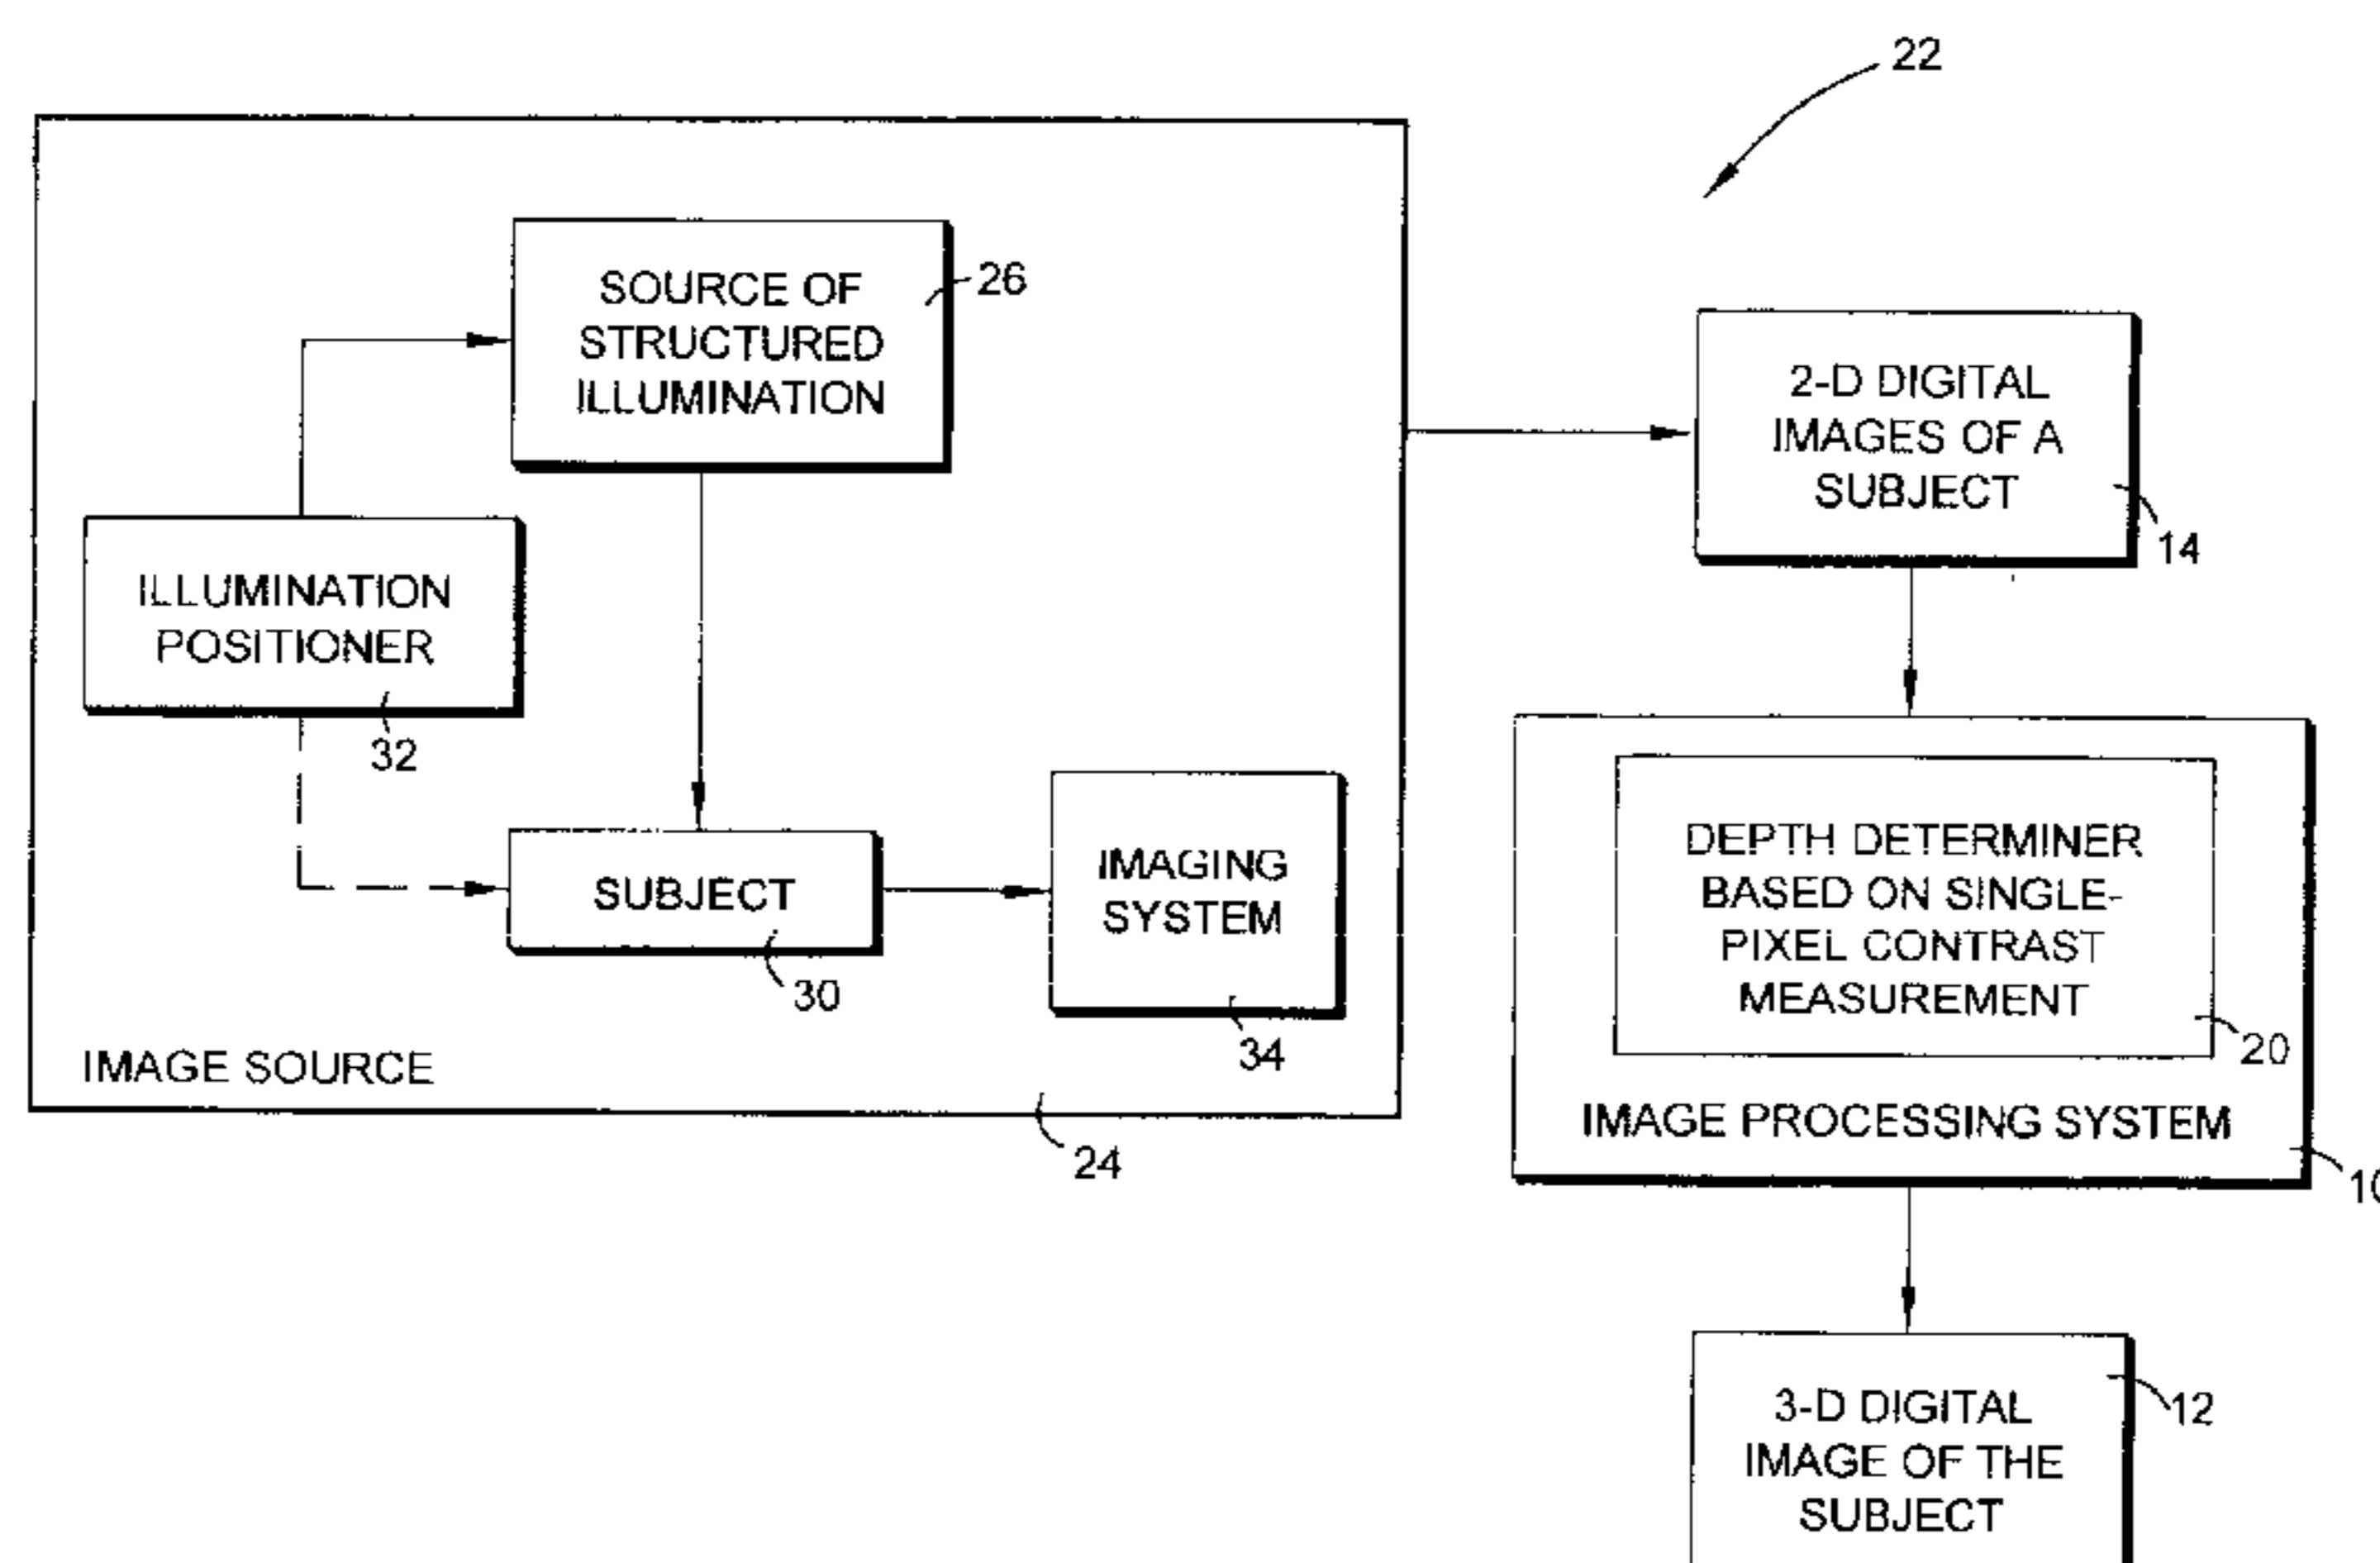 22
SOURCE OF
STRUCTURED
ILLUMINATION
26
ILLUMINATION
POSITIONER
32
SUBJECT
30
IMAGING
SYSTEM
34
IMAGE SOURCE
24
2-D DIGITAL
IMAGES OF A
SUBJECT
14
DEPTH DETERMINER
BASED ON SINGLE-
PIXEL CONTRAST
MEASUREMENT
20
IMAGE PROCESSING SYSTEM
10
3-D DIGITAL
IMAGE OF THE
SUBJECT
12